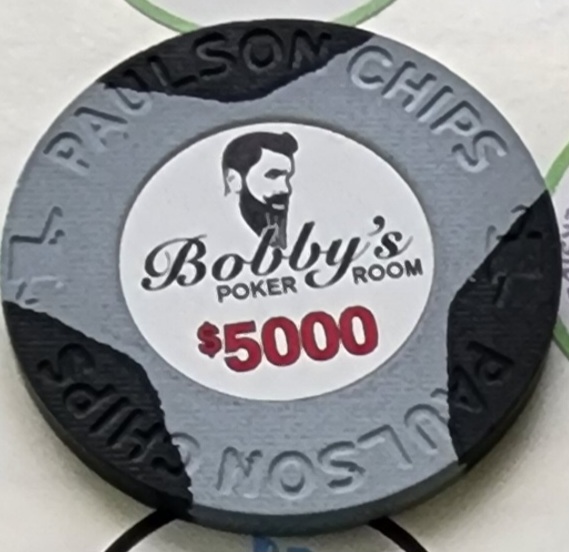 PAULSON CHIPS
Bobby's
POKER ROOM
$5000
PAULSON CHIPS